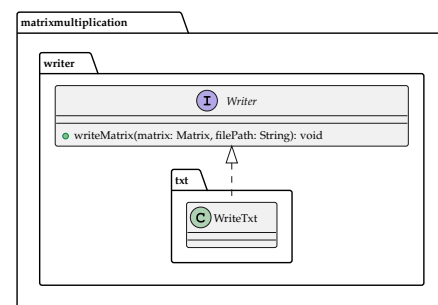 matrixmultiplication
writer
I Writer
writeMatrix(matrix: Matrix, filePath: String): void
txt
C WriteTxt